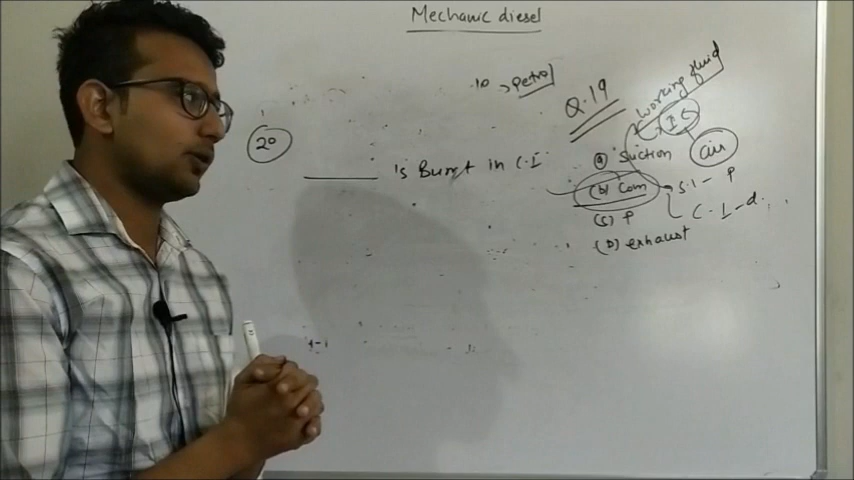 Mechanic diesel
10 → Petrol
Q.19
working fluid
I C
air
(a) Suction
(b) Com → S.I - P
C.I - d.
(c) P
(D) exhaust
20
______ is Burnt in C.I